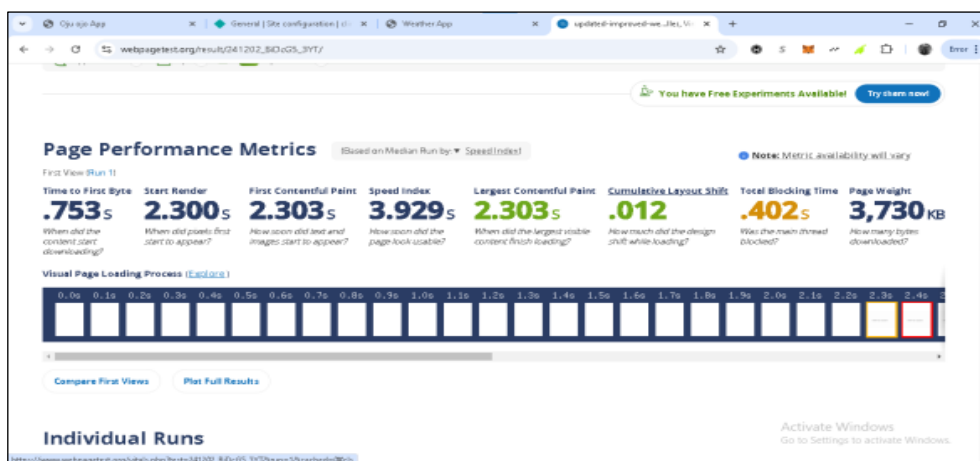 Oju ajo App
General | Site configuration |
Weather App
updated-improved-we
webpagetest.org/result/241202_BiDcG5_3YT/
Error
You have Free Experiments Available!
Try them now!
Page Performance Metrics
(Based on Median Run by: ▼ Speed Index)
Note: Metric availability will vary
First View (Run 1)
Time to First Byte Start Render First Contentful Paint Speed Index Largest Contentful Paint Cumulative Layout Shift Total Blocking Time Page Weight
.753s 2.300s 2.303s 3.929s 2.303s .012 .402s 3,730KB
When did the content start downloading?
When did pixels first start to appear?
How soon did text and images start to appear?
How soon did the page look usable?
When did the largest visible content finish loading?
How much did the design shift while loading?
Was the main thread blocked?
How many bytes downloaded?
Visual Page Loading Process (Explore)
0.0s 0.1s 0.2s 0.3s 0.4s 0.5s 0.6s 0.7s 0.8s 0.9s 1.0s 1.1s 1.2s 1.3s 1.4s 1.5s 1.6s 1.7s 1.8s 1.9s 2.0s 2.1s 2.2s 2.3s 2.4s
Compare First Views
Plot Full Results
Individual Runs
Activate Windows
Go to Settings to activate Windows.